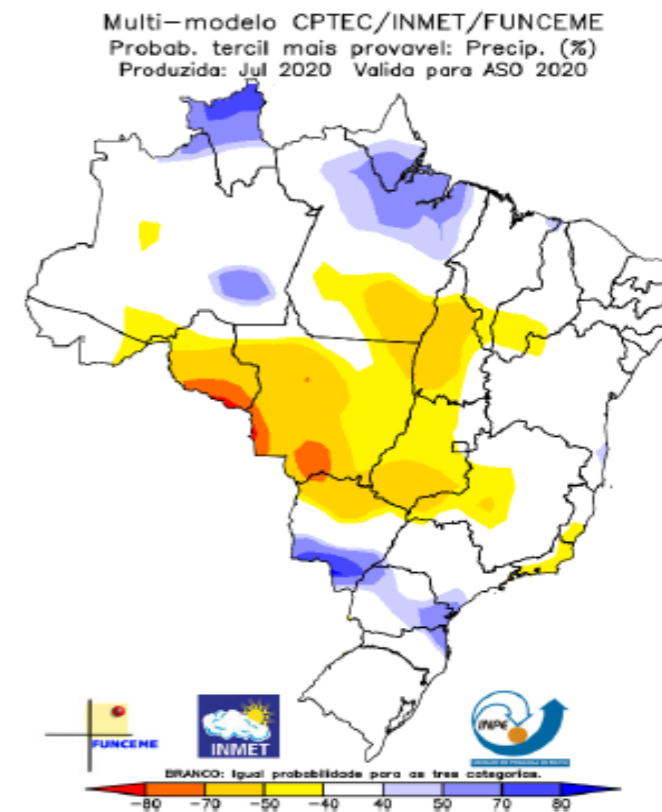 Multi-modelo CPTEC/INMET/FUNCEME
Probab. tercil mais provavel: Precip. (%)
Produzida: Jul 2020 Valida para ASO 2020
FUNCEME
INMET
INPE
BRANCO: Igual probabilidade para as tres categorias.
-80 -70 -50 -40 40 50 70 80